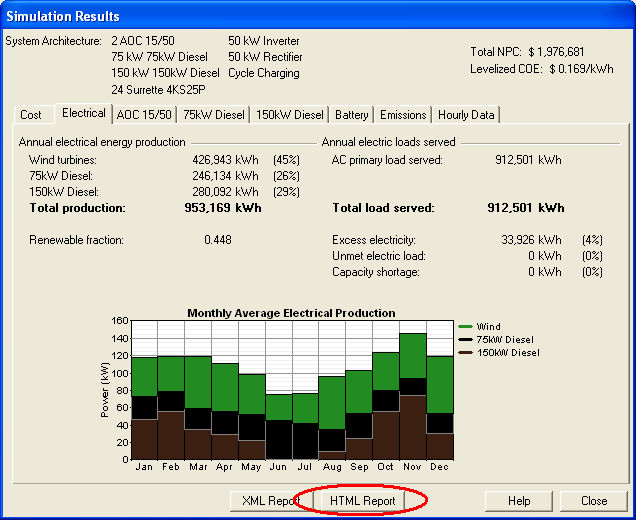 Simulation Results
System Architecture: 2 AOC 15/50 50 kW Inverter
75 kW 75kW Diesel 50 kW Rectifier
150 kW 150kW Diesel Cycle Charging
24 Surrette 4KS25P
Total NPC: $ 1,976,681
Levelized COE: $ 0.169/kWh
Cost Electrical AOC 15/50 75kW Diesel 150kW Diesel Battery Emissions Hourly Data
Annual electrical energy production
Wind turbines: 426,943 kWh (45%)
75kW Diesel: 246,134 kWh (26%)
150kW Diesel: 280,092 kWh (29%)
Total production: 953,169 kWh
Renewable fraction: 0.448
Annual electric loads served
AC primary load served: 912,501 kWh
Total load served: 912,501 kWh
Excess electricity: 33,926 kWh (4%)
Unmet electric load: 0 kWh (0%)
Capacity shortage: 0 kWh (0%)
Monthly Average Electrical Production
Power (kW)
160
140
120
100
80
60
40
20
0
Jan Feb Mar Apr May Jun Jul Aug Sep Oct Nov Dec
Wind
75kW Diesel
150kW Diesel
XML Report HTML Report Help Close